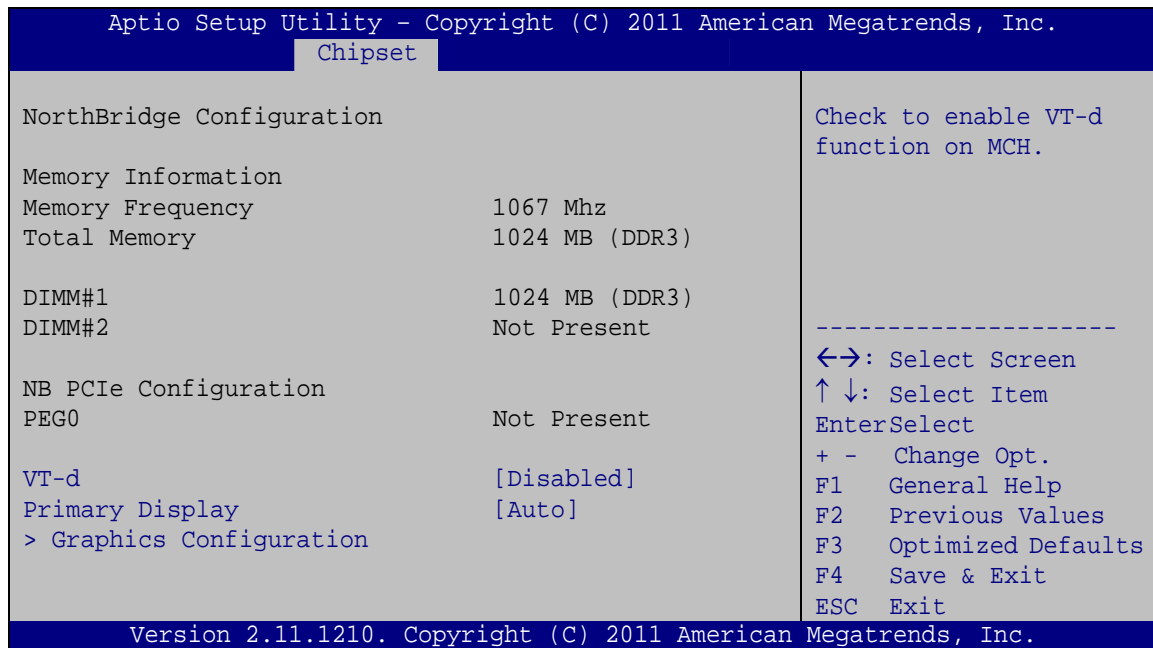 Aptio Setup Utility – Copyright (C) 2011 American Megatrends, Inc.
Chipset
NorthBridge Configuration
Memory Information
Memory Frequency 1067 Mhz
Total Memory 1024 MB (DDR3)
DIMM#1 1024 MB (DDR3)
DIMM#2 Not Present
NB PCIe Configuration
PEG0 Not Present
VT-d [Disabled]
Primary Display [Auto]
> Graphics Configuration
Check to enable VT-d
function on MCH.
---------------------
←→: Select Screen
↑ ↓: Select Item
EnterSelect
+ - Change Opt.
F1 General Help
F2 Previous Values
F3 Optimized Defaults
F4 Save & Exit
ESC Exit
Version 2.11.1210. Copyright (C) 2011 American Megatrends, Inc.